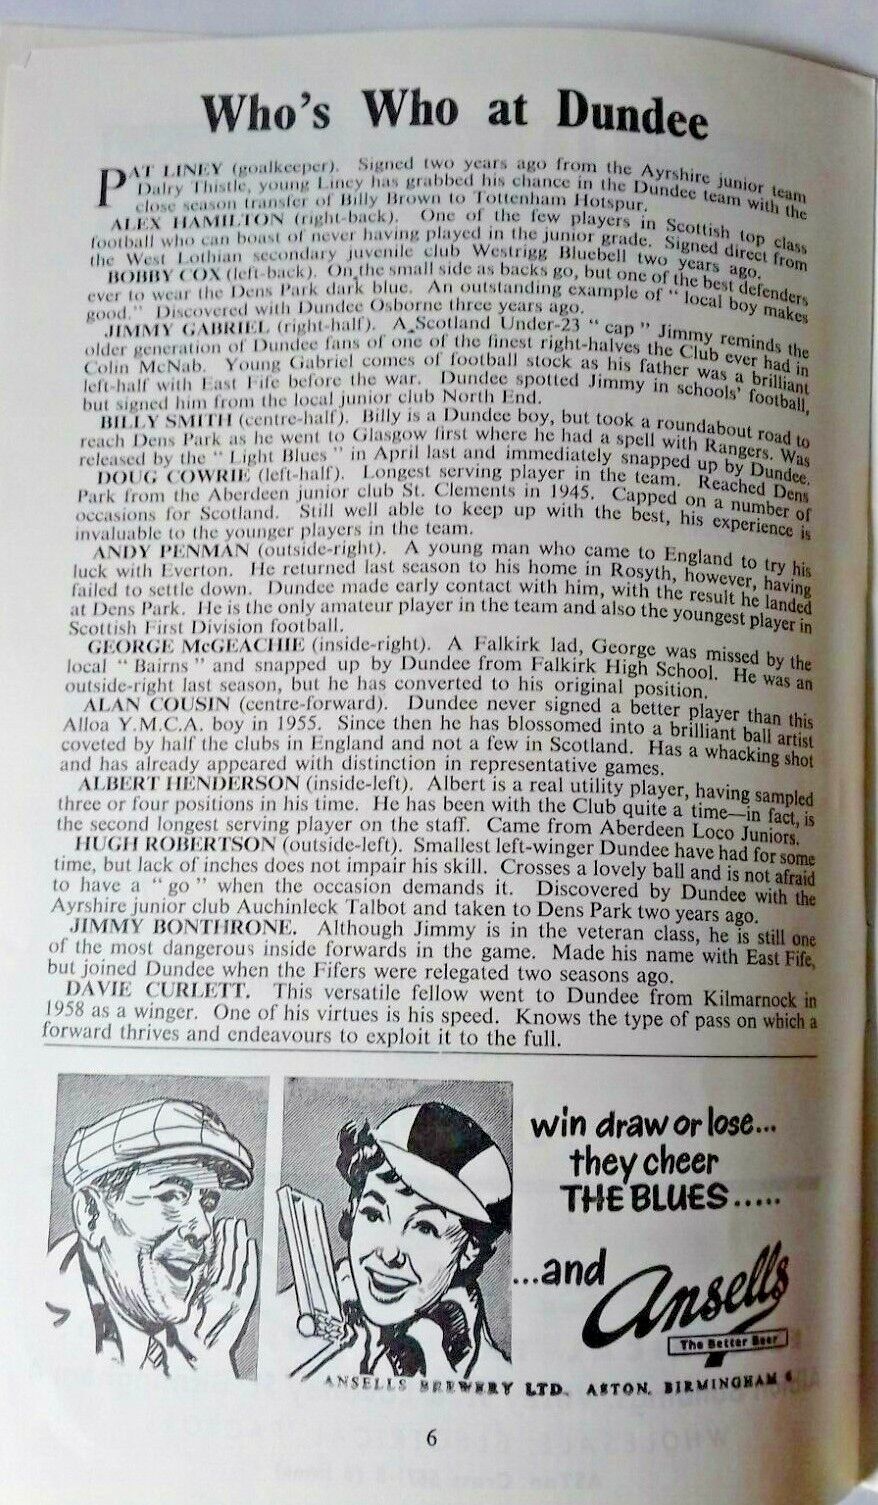 Who's Who at Dundee
PAT LINEY (goalkeeper). Signed two years ago from the Ayrshire junior team
Dalry Thistle, young Liney has grabbed his chance in the Dundee team with the
close season transfer of Billy Brown to Tottenham Hotspur.
ALEX HAMILTON (right-back). One of the few players in Scottish top class
football who can boast of never having played in the junior grade. Signed direct from
the West Lothian secondary juvenile club Westrigg Bluebell two years ago.
BOBBY COX (left-back). On the small side as backs go, but one of the best defenders
ever to wear the Dens Park dark blue. An outstanding example of " local boy makes
good." Discovered with Dundee Osborne three years ago.
JIMMY GABRIEL (right-half). A Scotland Under-23 " cap " Jimmy reminds the
older generation of Dundee fans of one of the finest right-halves the Club ever had in
Colin McNab. Young Gabriel comes of football stock as his father was a brilliant
left-half with East Fife before the war. Dundee spotted Jimmy in schools' football,
but signed him from the local junior club North End.
BILLY SMITH (centre-half). Billy is a Dundee boy, but took a roundabout road to
reach Dens Park as he went to Glasgow first where he had a spell with Rangers. Was
released by the " Light Blues " in April last and immediately snapped up by Dundee.
DOUG COWRIE (left-half). Longest serving player in the team. Reached Dens
Park from the Aberdeen junior club St. Clements in 1945. Capped on a number of
occasions for Scotland. Still well able to keep up with the best, his experience is
invaluable to the younger players in the team.
ANDY PENMAN (outside-right). A young man who came to England to try his
luck with Everton. He returned last season to his home in Rosyth, however, having
failed to settle down. Dundee made early contact with him, with the result he landed
at Dens Park. He is the only amateur player in the team and also the youngest player in
Scottish First Division football.
GEORGE McGEACHIE (inside-right). A Falkirk lad, George was missed by the
local " Bairns " and snapped up by Dundee from Falkirk High School. He was an
outside-right last season, but he has converted to his original position.
ALAN COUSIN (centre-forward). Dundee never signed a better player than this
Alloa Y.M.C.A. boy in 1955. Since then he has blossomed into a brilliant ball artist
coveted by half the clubs in England and not a few in Scotland. Has a whacking shot
and has already appeared with distinction in representative games.
ALBERT HENDERSON (inside-left). Albert is a real utility player, having sampled
three or four positions in his time. He has been with the Club quite a time—in fact, is
the second longest serving player on the staff. Came from Aberdeen Loco Juniors.
HUGH ROBERTSON (outside-left). Smallest left-winger Dundee have had for some
time, but lack of inches does not impair his skill. Crosses a lovely ball and is not afraid
to have a " go " when the occasion demands it. Discovered by Dundee with the
Ayrshire junior club Auchinleck Talbot and taken to Dens Park two years ago.
JIMMY BONTHRONE. Although Jimmy is in the veteran class, he is still one
of the most dangerous inside forwards in the game. Made his name with East Fife,
but joined Dundee when the Fifers were relegated two seasons ago.
DAVIE CURLETT. This versatile fellow went to Dundee from Kilmarnock in
1958 as a winger. One of his virtues is his speed. Knows the type of pass on which a
forward thrives and endeavours to exploit it to the full.
win draw or lose...
they cheer
THE BLUES.....
...and
Ansells
The Better Beer
ANSELLS BREWERY LTD. ASTON. BIRMINGHAM 6
6